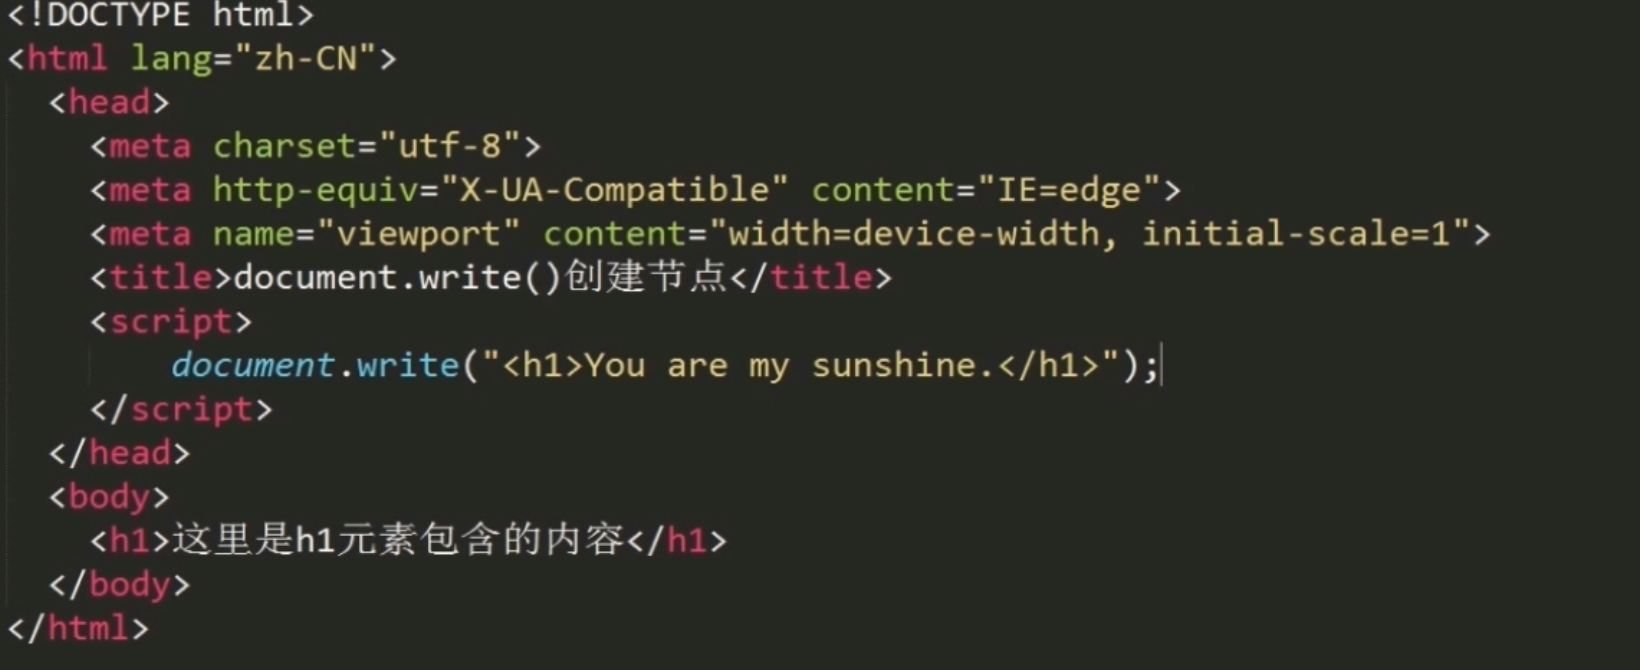 <!DOCTYPE html>
<html lang="zh-CN">
<head>
<meta charset="utf-8">
<meta http-equiv="X-UA-Compatible" content="IE=edge">
<meta name="viewport" content="width=device-width, initial-scale=1">
<title>document.write()创建节点</title>
<script>
document.write("<h1>You are my sunshine.</h1>");
</script>
</head>
<body>
<h1>这里是h1元素包含的内容</h1>
</body>
</html>